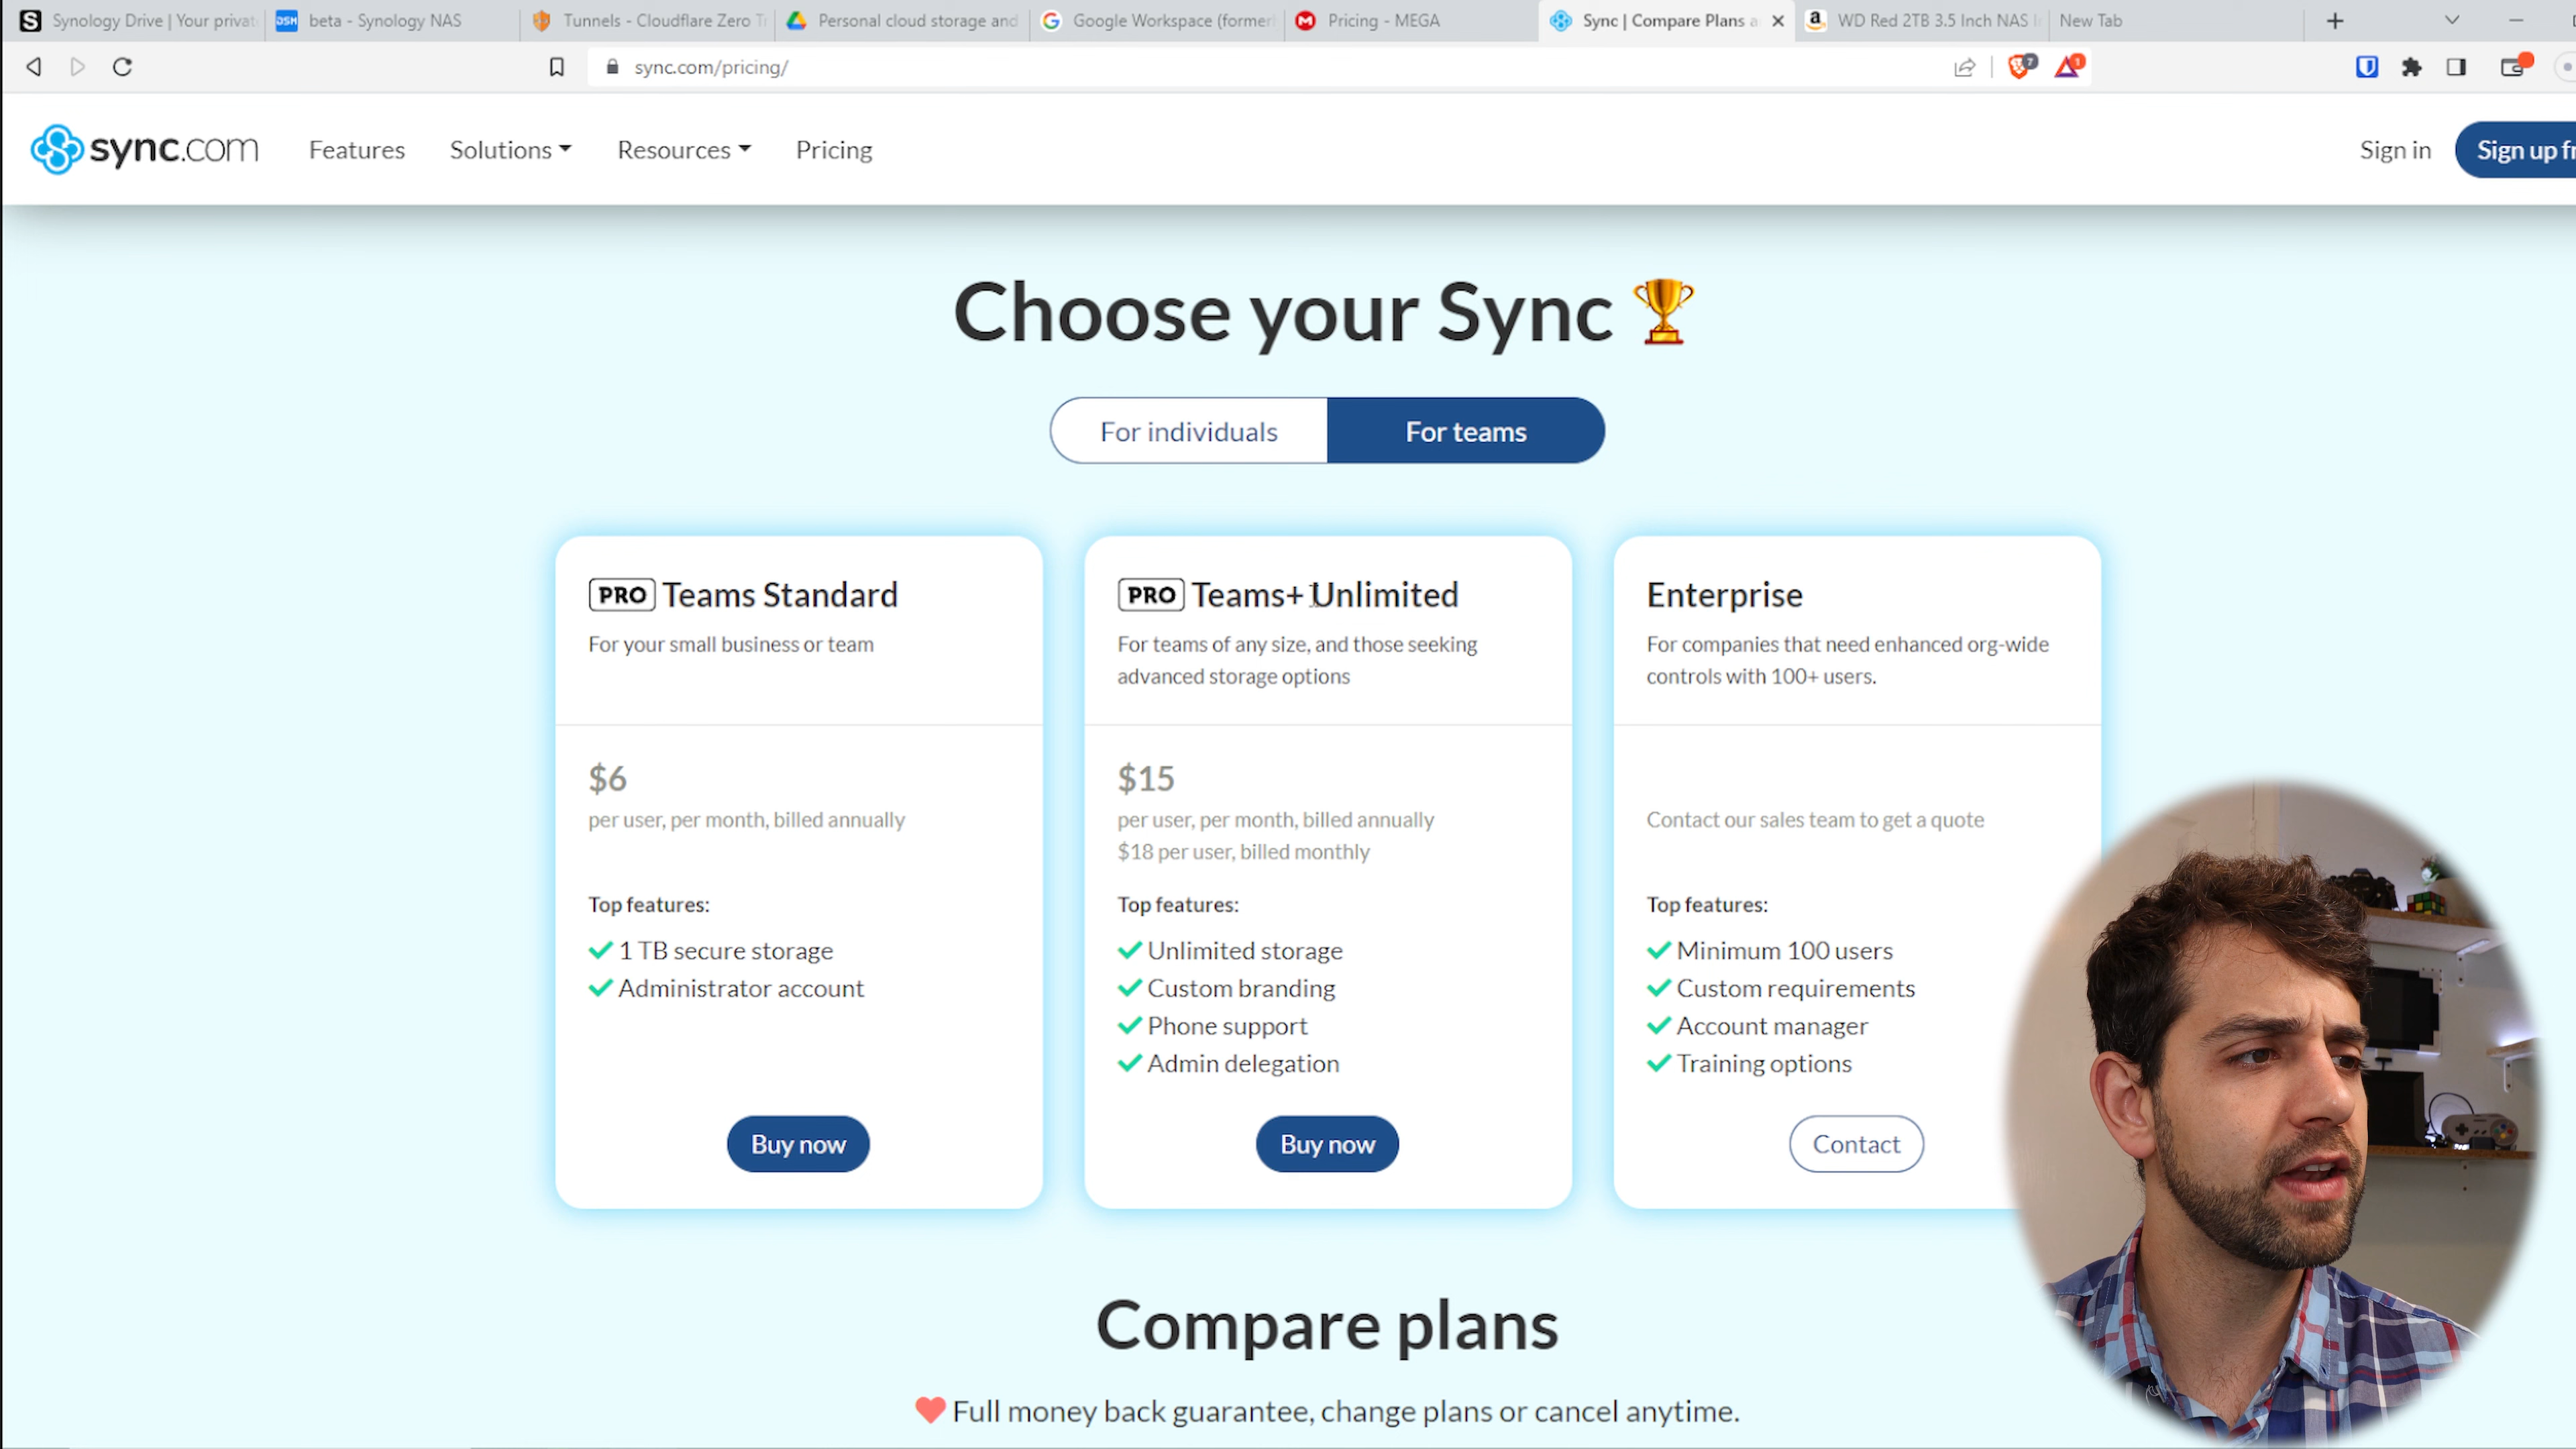 Synology Drive | Your privat
DSM beta - Synology NAS
Tunnels - Cloudflare Zero T
Personal cloud storage and
Google Workspace (former
Pricing - MEGA
Sync | Compare Plans a
WD Red 2TB 3.5 Inch NAS I
New Tab
sync.com/pricing/
7
1
sync.com
Features
Solutions
Resources
Pricing
Sign in
Sign up fr
Choose your Sync
For individuals
For teams
PRO Teams Standard
For your small business or team
$6
per user, per month, billed annually
Top features:
1 TB secure storage
Administrator account
Buy now
PRO Teams+ Unlimited
For teams of any size, and those seeking
advanced storage options
$15
per user, per month, billed annually
$18 per user, billed monthly
Top features:
Unlimited storage
Custom branding
Phone support
Admin delegation
Buy now
Enterprise
For companies that need enhanced org-wide
controls with 100+ users.
Contact our sales team to get a quote
Top features:
Minimum 100 users
Custom requirements
Account manager
Training options
Contact
Compare plans
Full money back guarantee, change plans or cancel anytime.